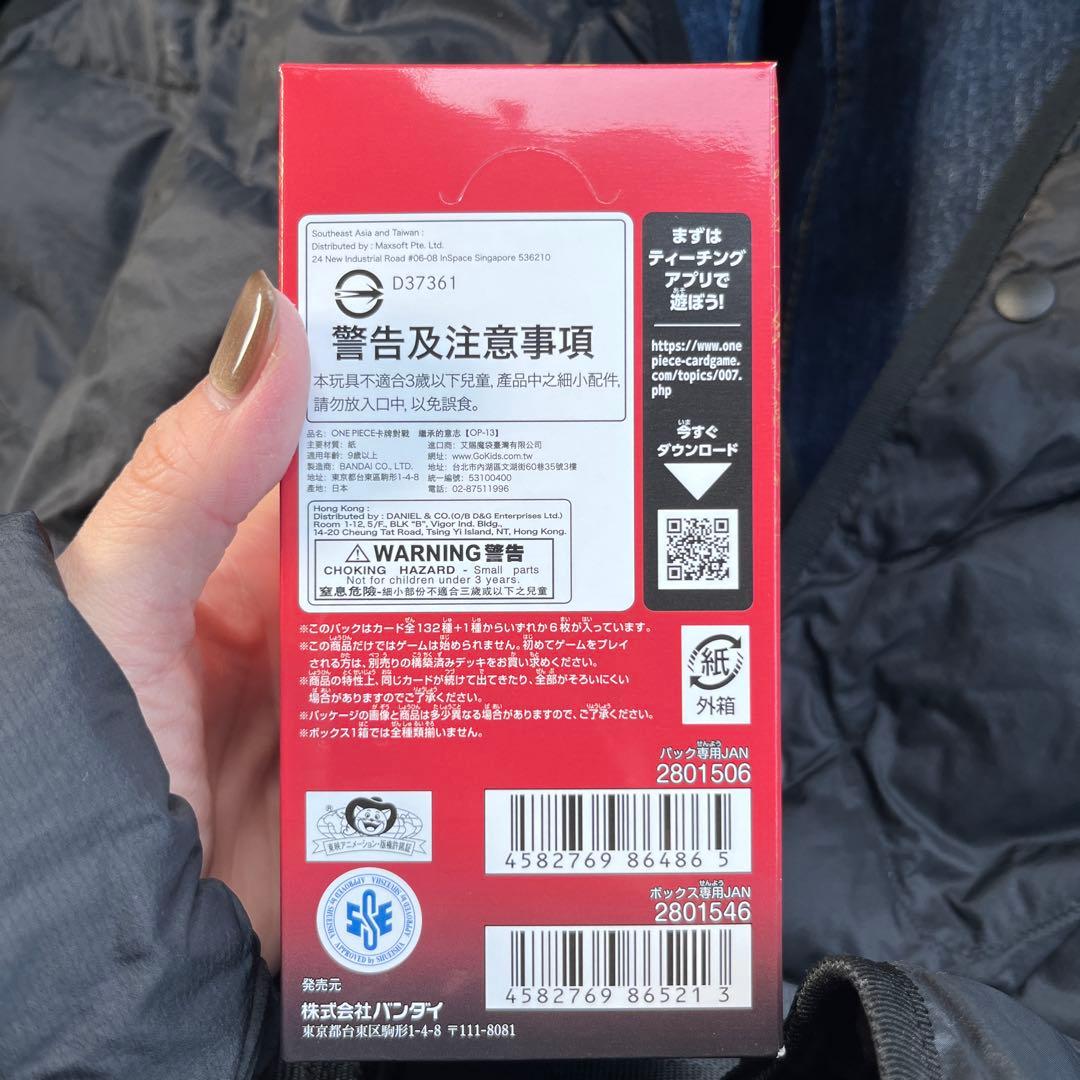 Southeast Asia and Taiwan :
Distributed by : Maxsoft Pte. Ltd.
24 New Industrial Road #06-08 InSpace Singapore 536210
D37361
警告及注意事項
本玩具不適合3歲以下兒童, 產品中之細小配件,
請勿放入口中, 以免誤食。
品名: ONE PIECE卡牌對戰 繼承的意志【OP-13】
主要材質: 紙 進口商: 艾賜魔袋臺灣有限公司
適用年齡: 9歲以上 網址: www.GoKids.com.tw
製造商: BANDAI CO., LTD. 地址: 台北市內湖區文湖街60巷35號3樓
地址: 東京都台東區駒形1-4-8 統一編號: 53100400
產地: 日本 電話: 02-87511996
Hong Kong :
Distributed by : DANIEL & CO.(O/B D&G Enterprises Ltd.)
Room 1-12, 5/F., BLK "B", Vigor Ind. Bldg.,
14-20 Cheung Tat Road, Tsing Yi Island, NT, Hong Kong.
WARNING 警告
CHOKING HAZARD - Small parts
Not for children under 3 years.
窒息危險-細小部份不適合三歲或以下之兒童
まずは
ティーチング
アプリで
遊ぼう!
https://www.one
piece-cardgame.
com/topics/007.
php
今すぐ
ダウンロード
※このパックはカード全132種+1種からいずれか6枚が入っています。
※この商品だけではゲームは始められません。初めてゲームをプレイ
される方は、別売りの構築済みデッキをお買い求めください。
※商品の特性上、同じカードが続けて出てきたり、全部がそろいにくい
場合がありますのでご了承ください。
※パッケージの画像と商品は多少異なる場合がありますので、ご了承ください。
※ボックス1箱では全種類揃いません。
紙
外箱
パック専用JAN
2801506
4582769 864865
ボックス専用JAN
2801546
4582769 865213
®
東映アニメーション・版権許諾証
APPROVED by SHUEISHA
SSE
APPROVED by SHUEISHA
発売元
株式会社バンダイ
東京都台東区駒形1-4-8 〒111-8081